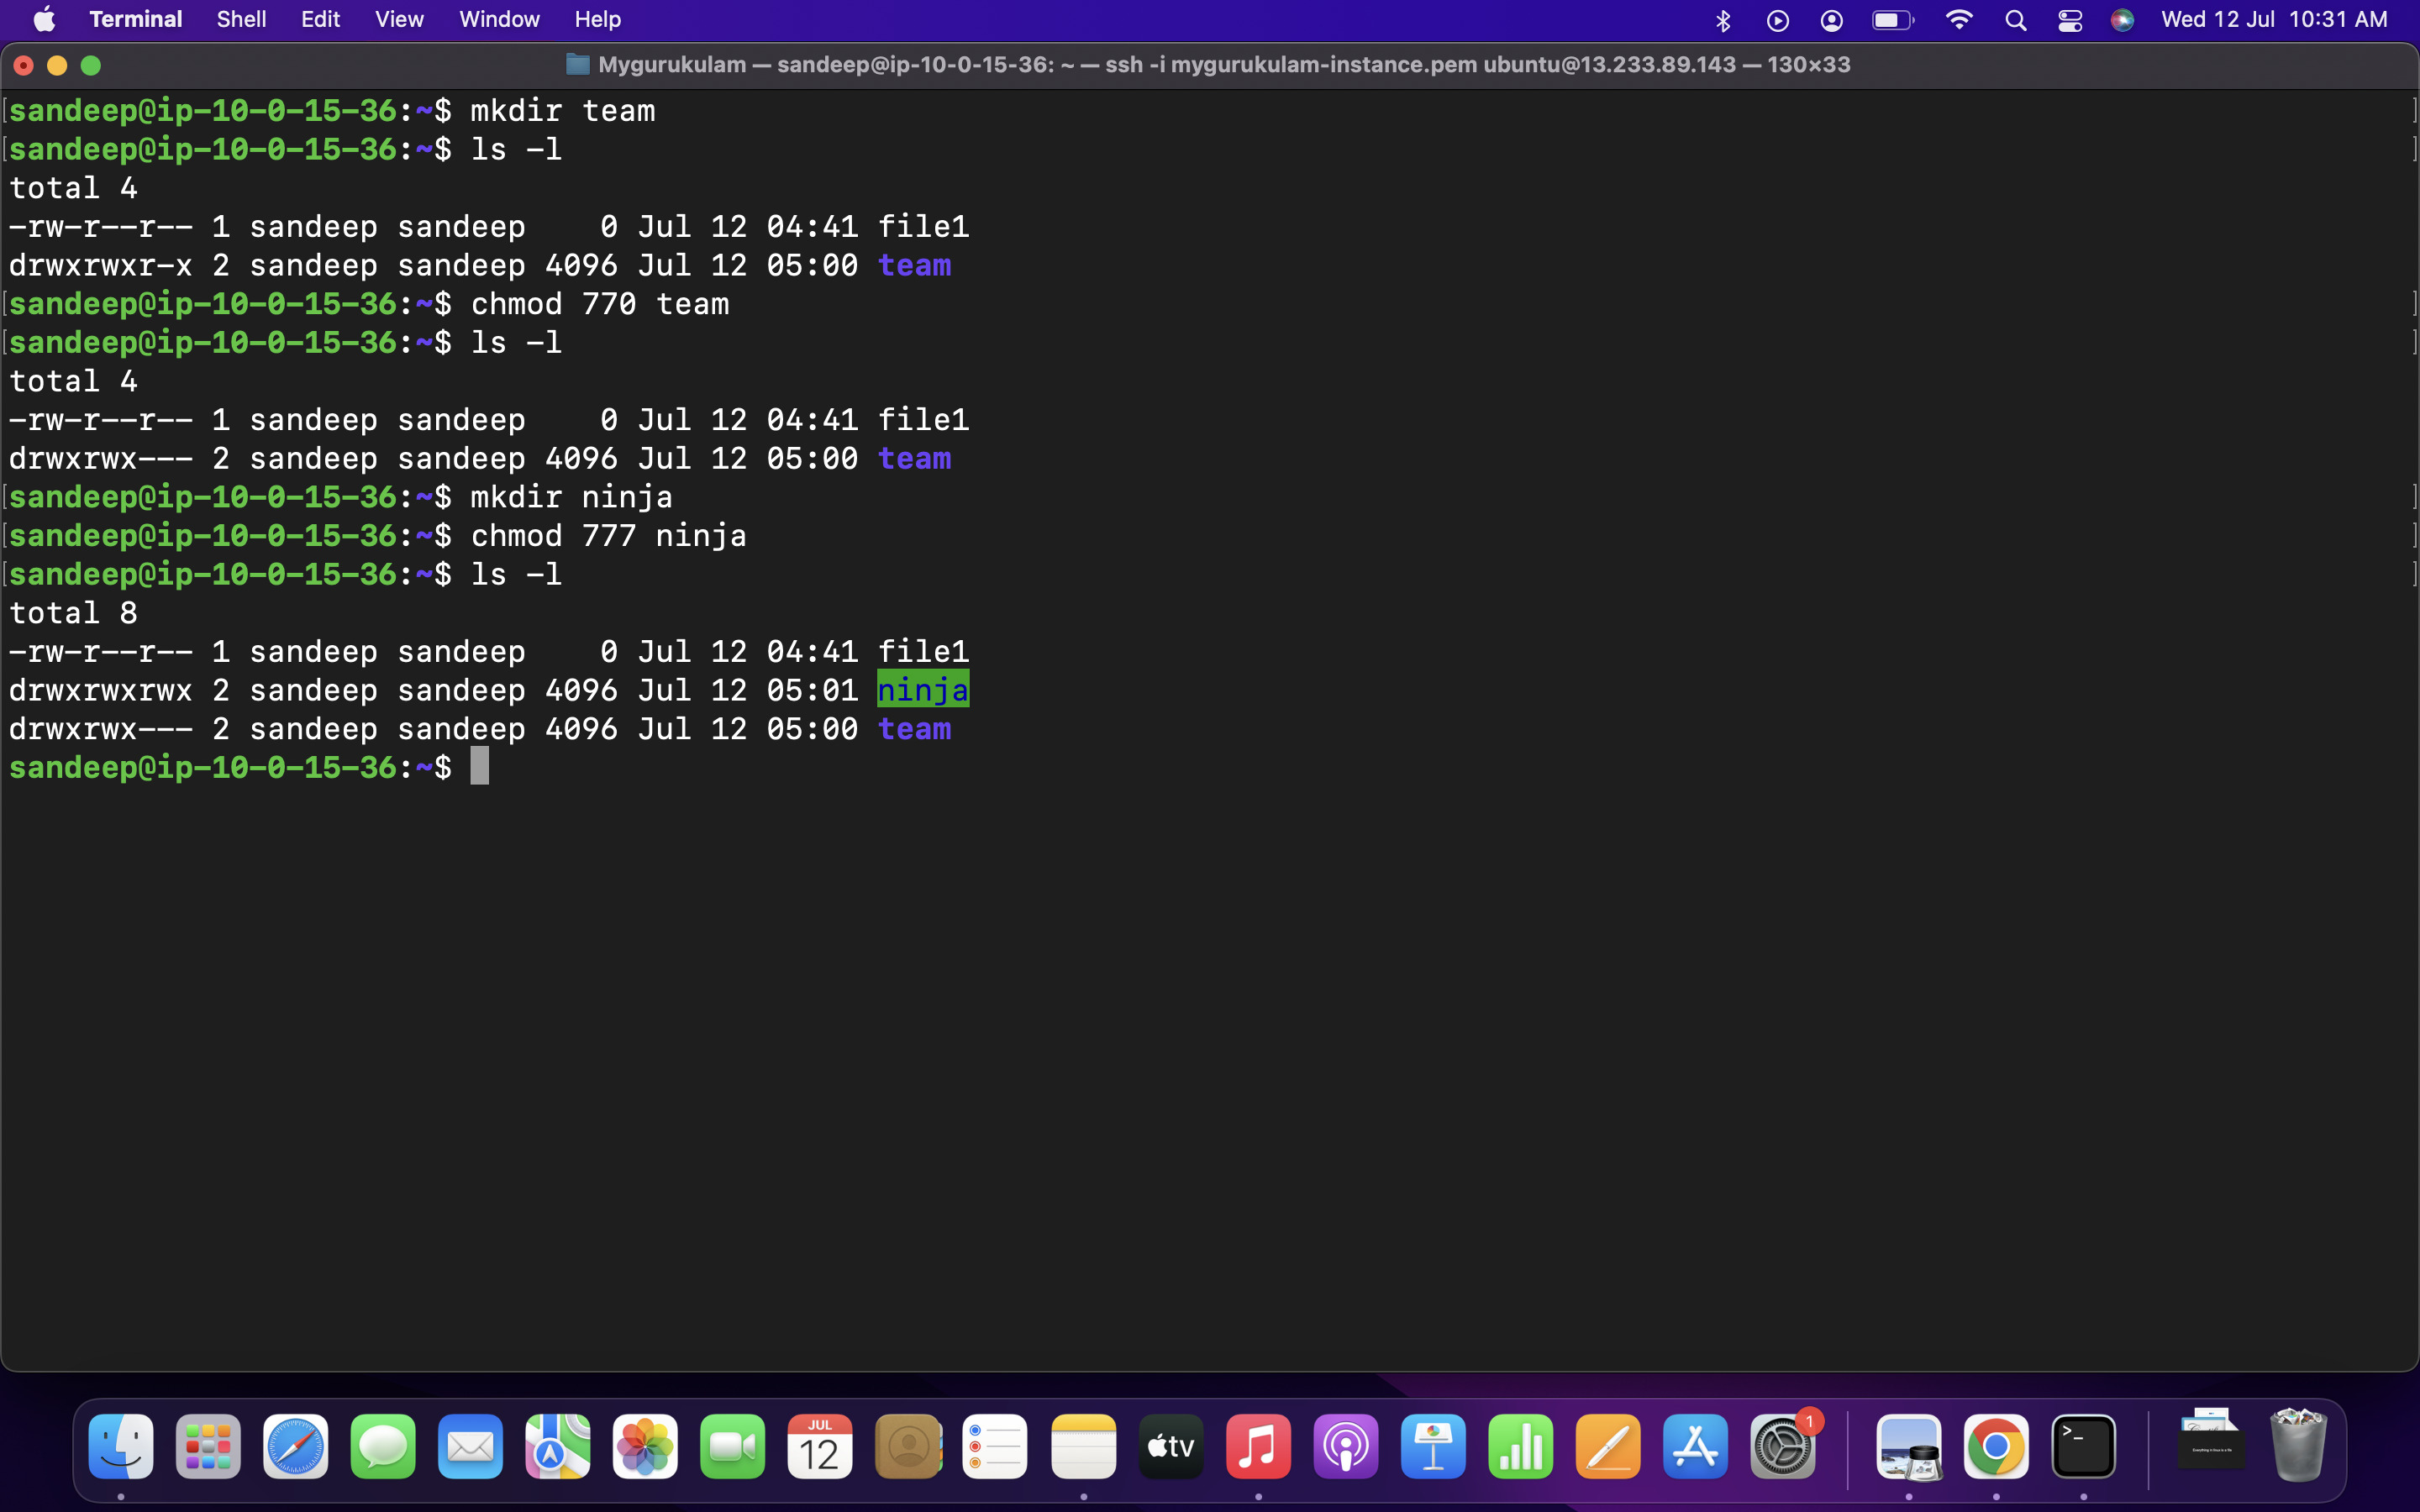 Terminal Shell Edit View Window Help Wed 12 Jul 10:31 AM
Mygurukulam — sandeep@ip-10-0-15-36: ~ — ssh -i mygurukulam-instance.pem ubuntu@13.233.89.143 — 130×33
sandeep@ip-10-0-15-36:~$ mkdir team
sandeep@ip-10-0-15-36:~$ ls -l
total 4
-rw-r--r-- 1 sandeep sandeep    0 Jul 12 04:41 file1
drwxrwxr-x 2 sandeep sandeep 4096 Jul 12 05:00 team
sandeep@ip-10-0-15-36:~$ chmod 770 team
sandeep@ip-10-0-15-36:~$ ls -l
total 4
-rw-r--r-- 1 sandeep sandeep    0 Jul 12 04:41 file1
drwxrwx--- 2 sandeep sandeep 4096 Jul 12 05:00 team
sandeep@ip-10-0-15-36:~$ mkdir ninja
sandeep@ip-10-0-15-36:~$ chmod 777 ninja
sandeep@ip-10-0-15-36:~$ ls -l
total 8
-rw-r--r-- 1 sandeep sandeep    0 Jul 12 04:41 file1
drwxrwxrwx 2 sandeep sandeep 4096 Jul 12 05:01 ninja
drwxrwx--- 2 sandeep sandeep 4096 Jul 12 05:00 team
sandeep@ip-10-0-15-36:~$
JUL
12
tv
1
>_